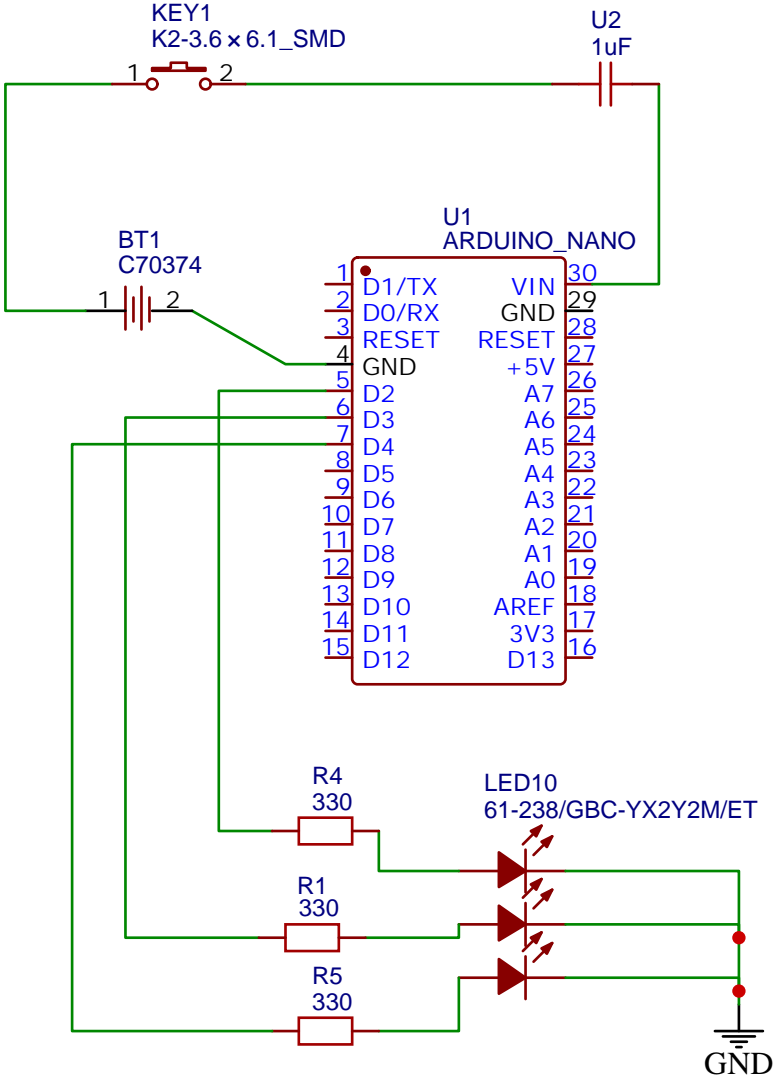 KEY1
K2-3.6×6.1_SMD
1 2
U2
1uF
BT1
C70374
1 2
U1
ARDUINO_NANO
1 D1/TX VIN 30
2 D0/RX GND 29
3 RESET RESET 28
4 GND +5V 27
5 D2 A7 26
6 D3 A6 25
7 D4 A5 24
8 D5 A4 23
9 D6 A3 22
10 D7 A2 21
11 D8 A1 20
12 D9 A0 19
13 D10 AREF 18
14 D11 3V3 17
15 D12 D13 16
R4
330
LED10
61-238/GBC-YX2Y2M/ET
R1
330
R5
330
GND